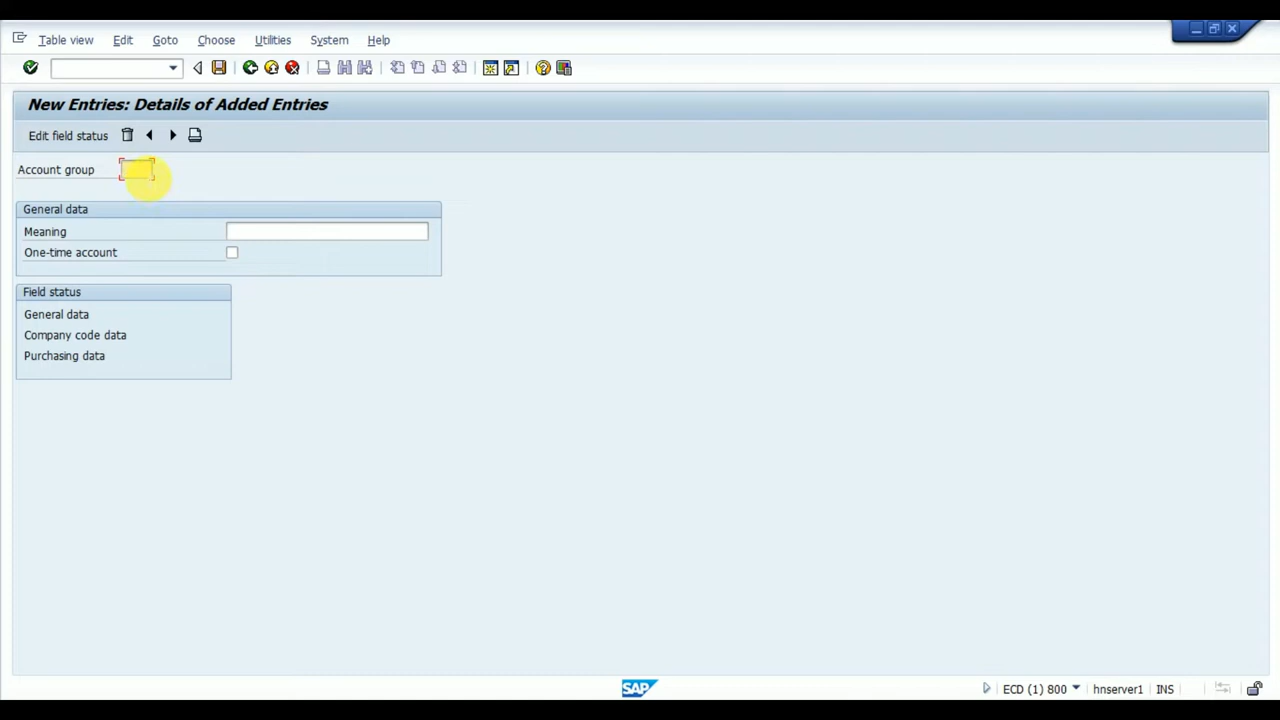 Table view Edit Goto Choose Utilities System Help
New Entries: Details of Added Entries
Edit field status
Account group
General data
Meaning
One-time account
Field status
General data
Company code data
Purchasing data
SAP ECD (1) 800 hnserver1 INS